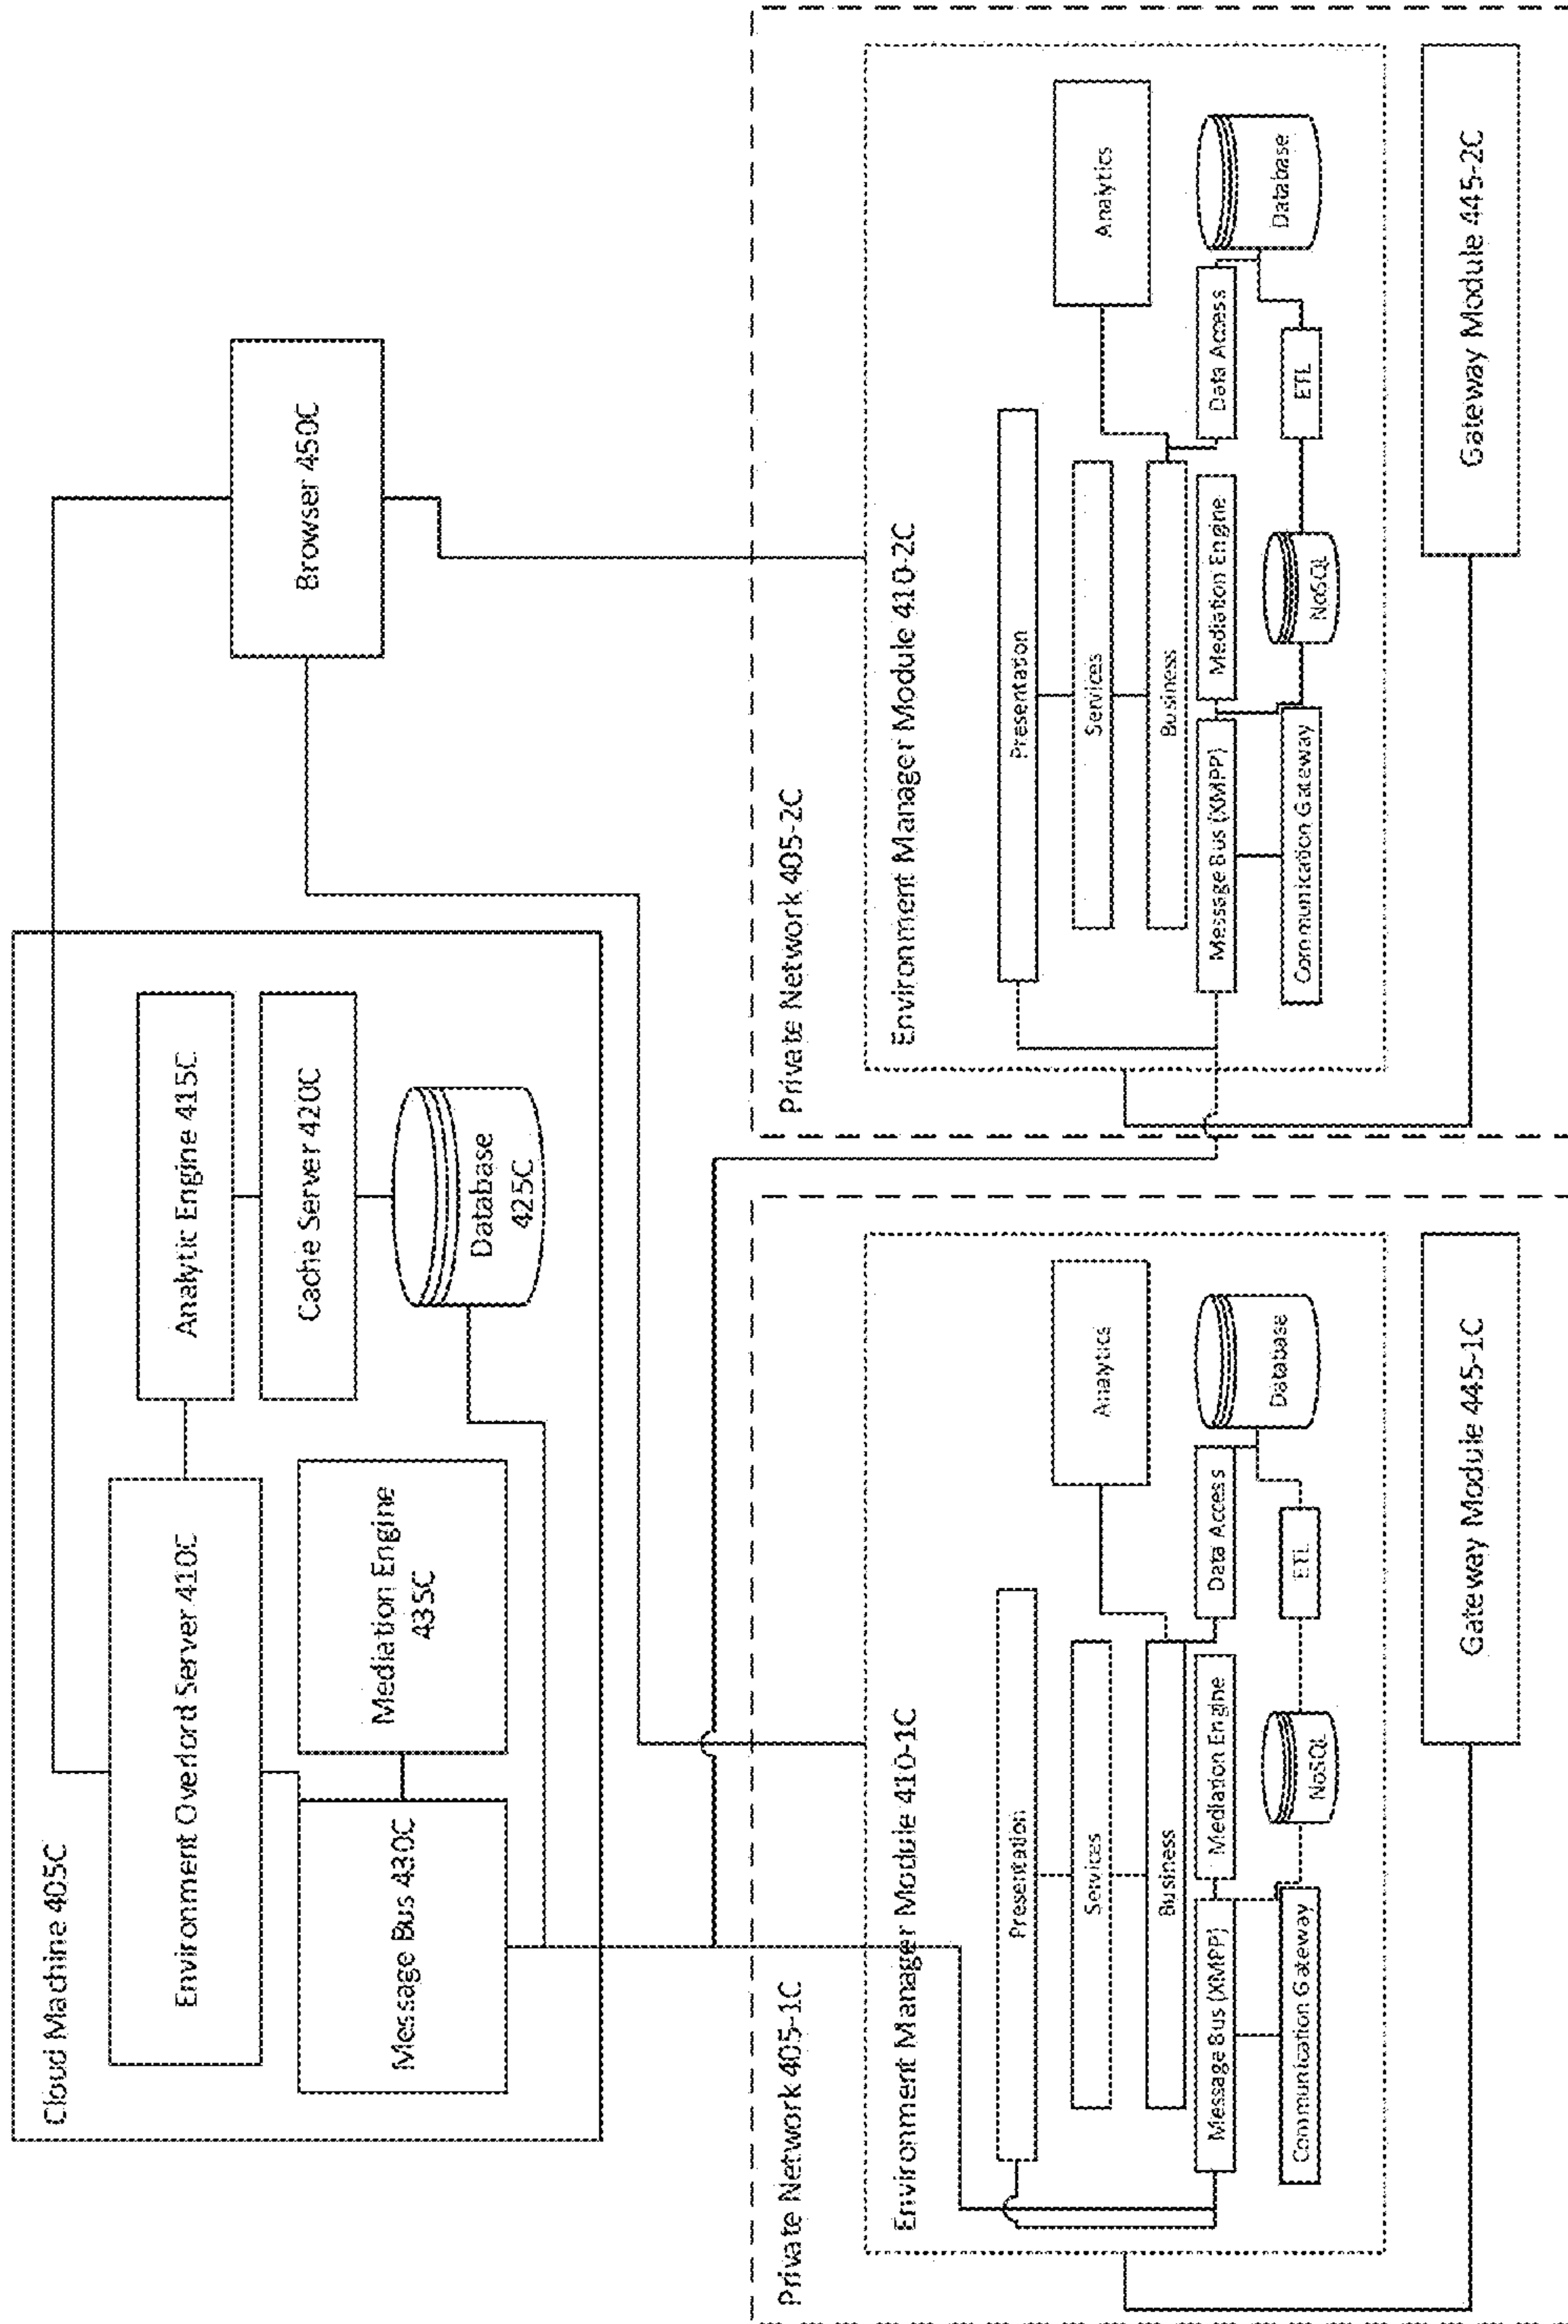 Cloud Machine 405C
Environment Overlord Server 410C
Analytic Engine 415C
Cache Server 420C
Database
425C
Message Bus 430C
Mediation Engine
435C
Browser 450C
Private Network 405-1C
Environment Manager Module 410-1C
Presentation
Services
Business
Analytics
Message Bus (XMPP)
Mediation Engine
Data Access
Database
Communication Gateway
NoSQL
ETL
Gateway Module 445-1C
Private Network 405-2C
Environment Manager Module 410-2C
Presentation
Services
Business
Analytics
Message Bus (XMPP)
Mediation Engine
Data Access
Database
Communication Gateway
NoSQL
ETL
Gateway Module 445-2C